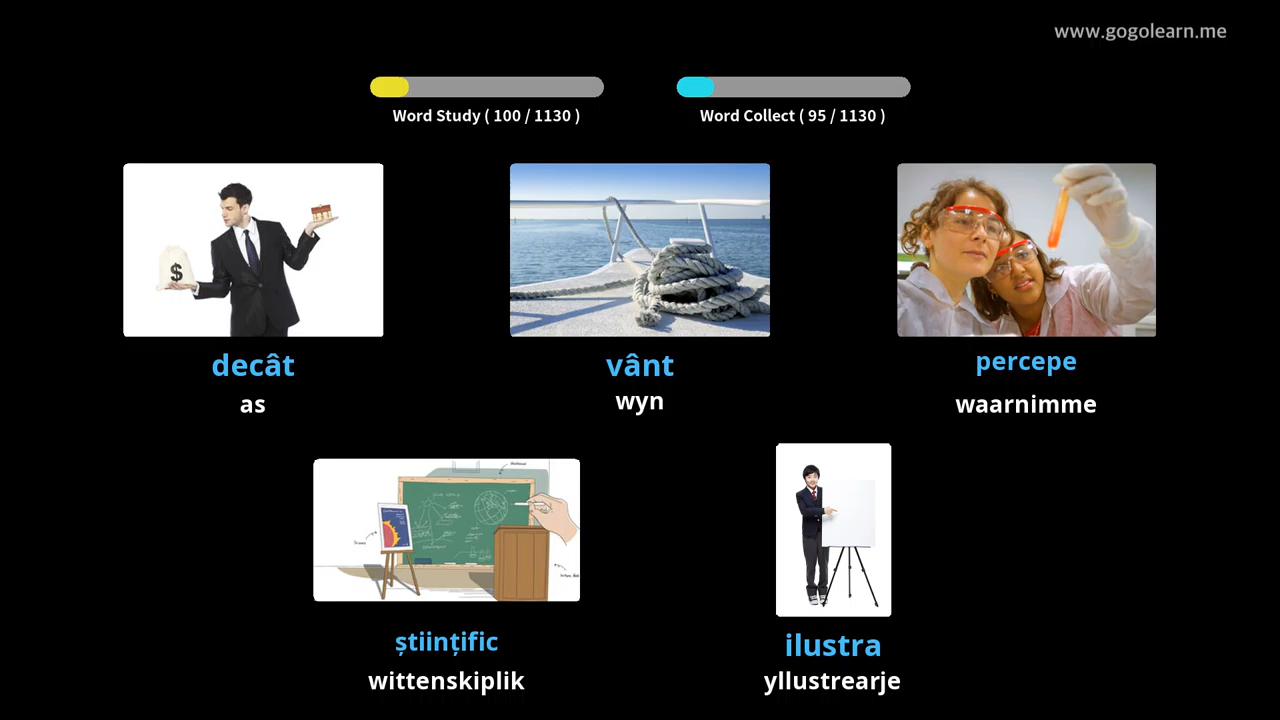 www.gogolearn.me
Word Study ( 100 / 1130 )
Word Collect ( 95 / 1130 )
$
decât
as
vânt
wyn
percepe
waarnimme
științific
wittenskiplik
ilustra
yllustrearje